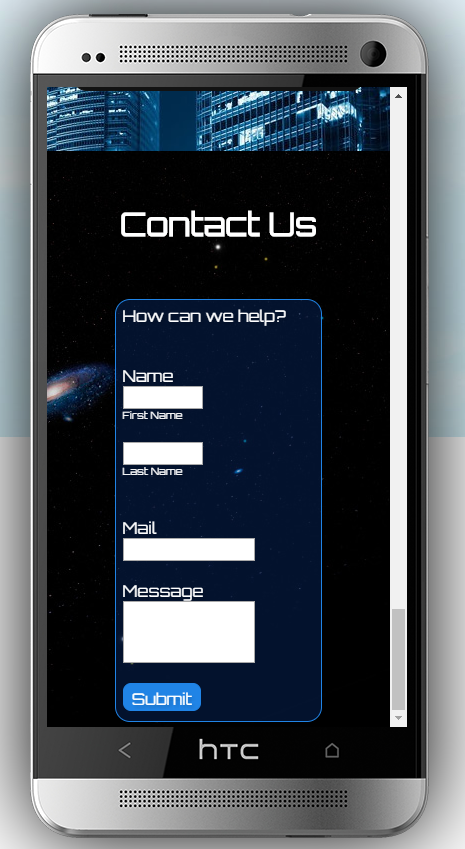 Contact Us
How can we help?
Name
First Name
Last Name
Mail
Message
Submit
hTC